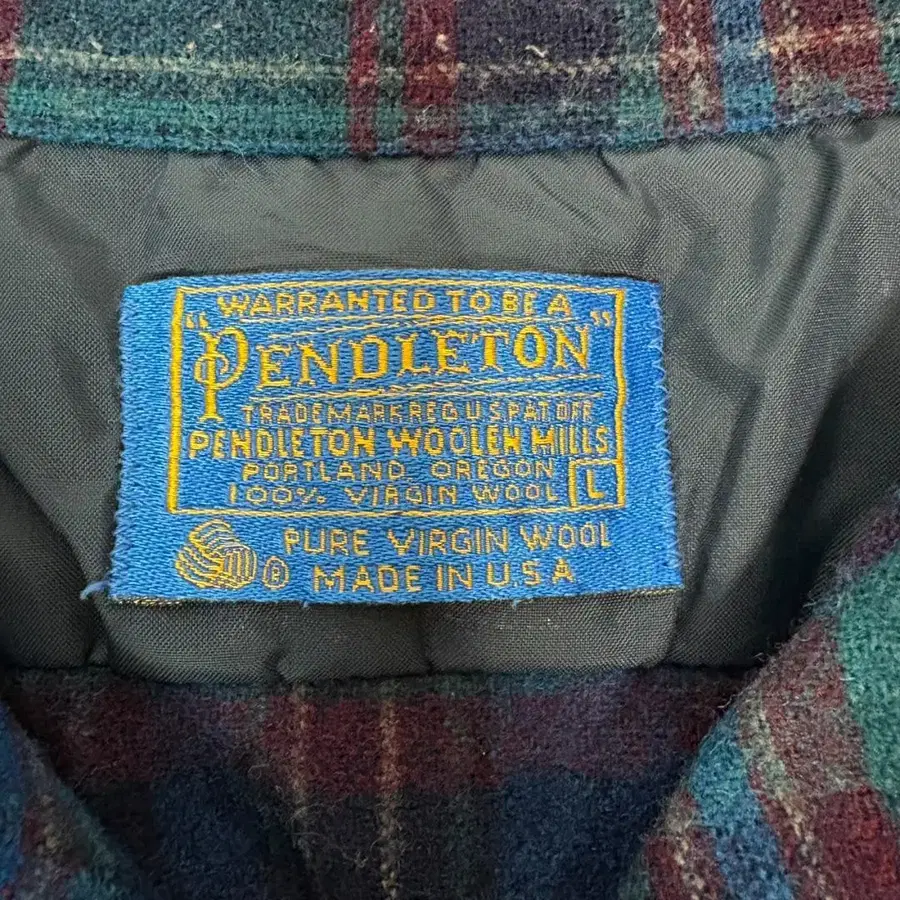 WARRANTED TO BE A
"PENDLETON"
TRADEMARK REG U S PAT OFF
PENDLETON WOOLEN MILLS
PORTLAND, OREGON
100% VIRGIN WOOL L
PURE VIRGIN WOOL
® MADE IN U.S.A